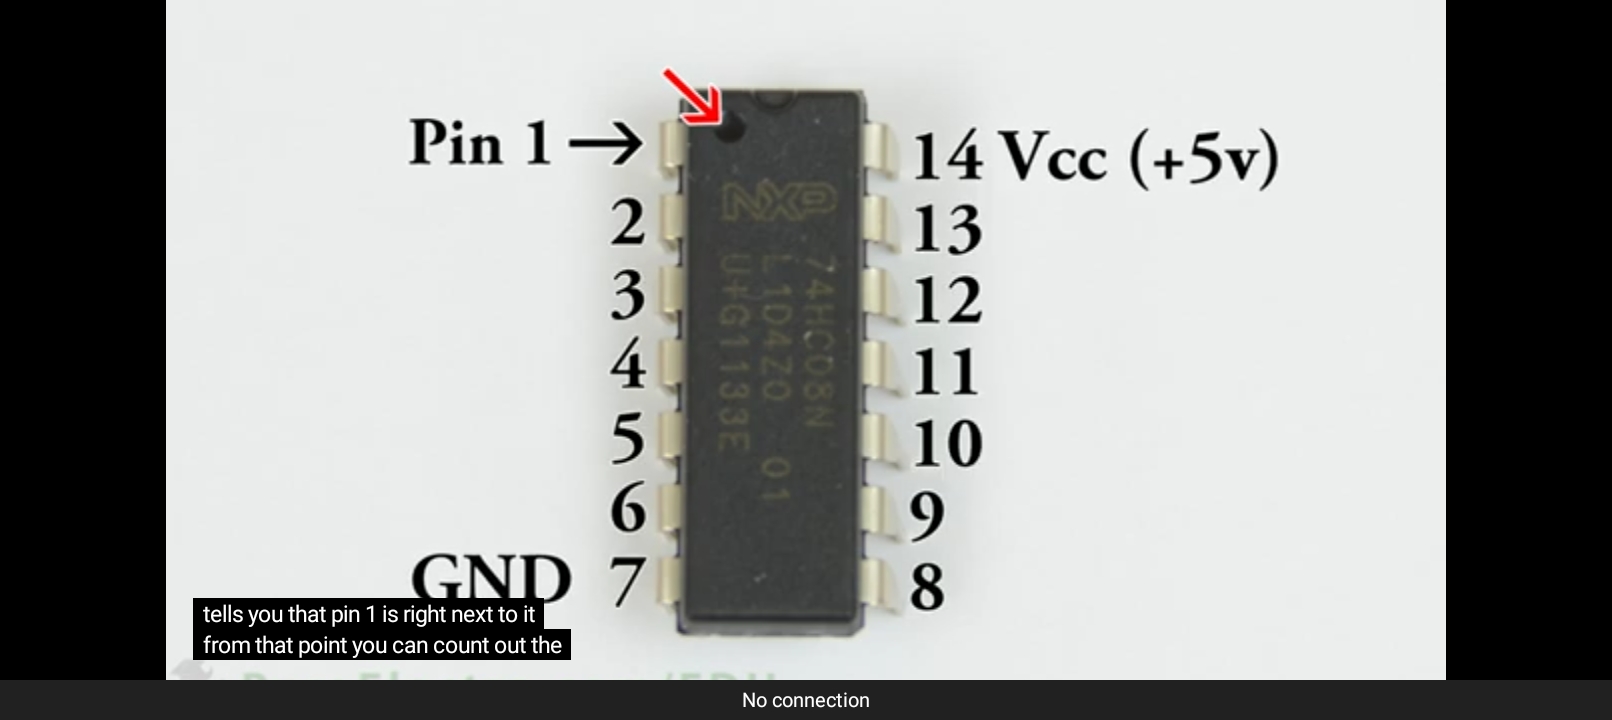 Pin 1 →
14 Vcc (+5v)
2
13
3
12
4
11
5
10
6
9
GND 7
8
NXP
74HC08N
L1D4Z0 01
U+G1133E
tells you that pin 1 is right next to it
from that point you can count out the
No connection